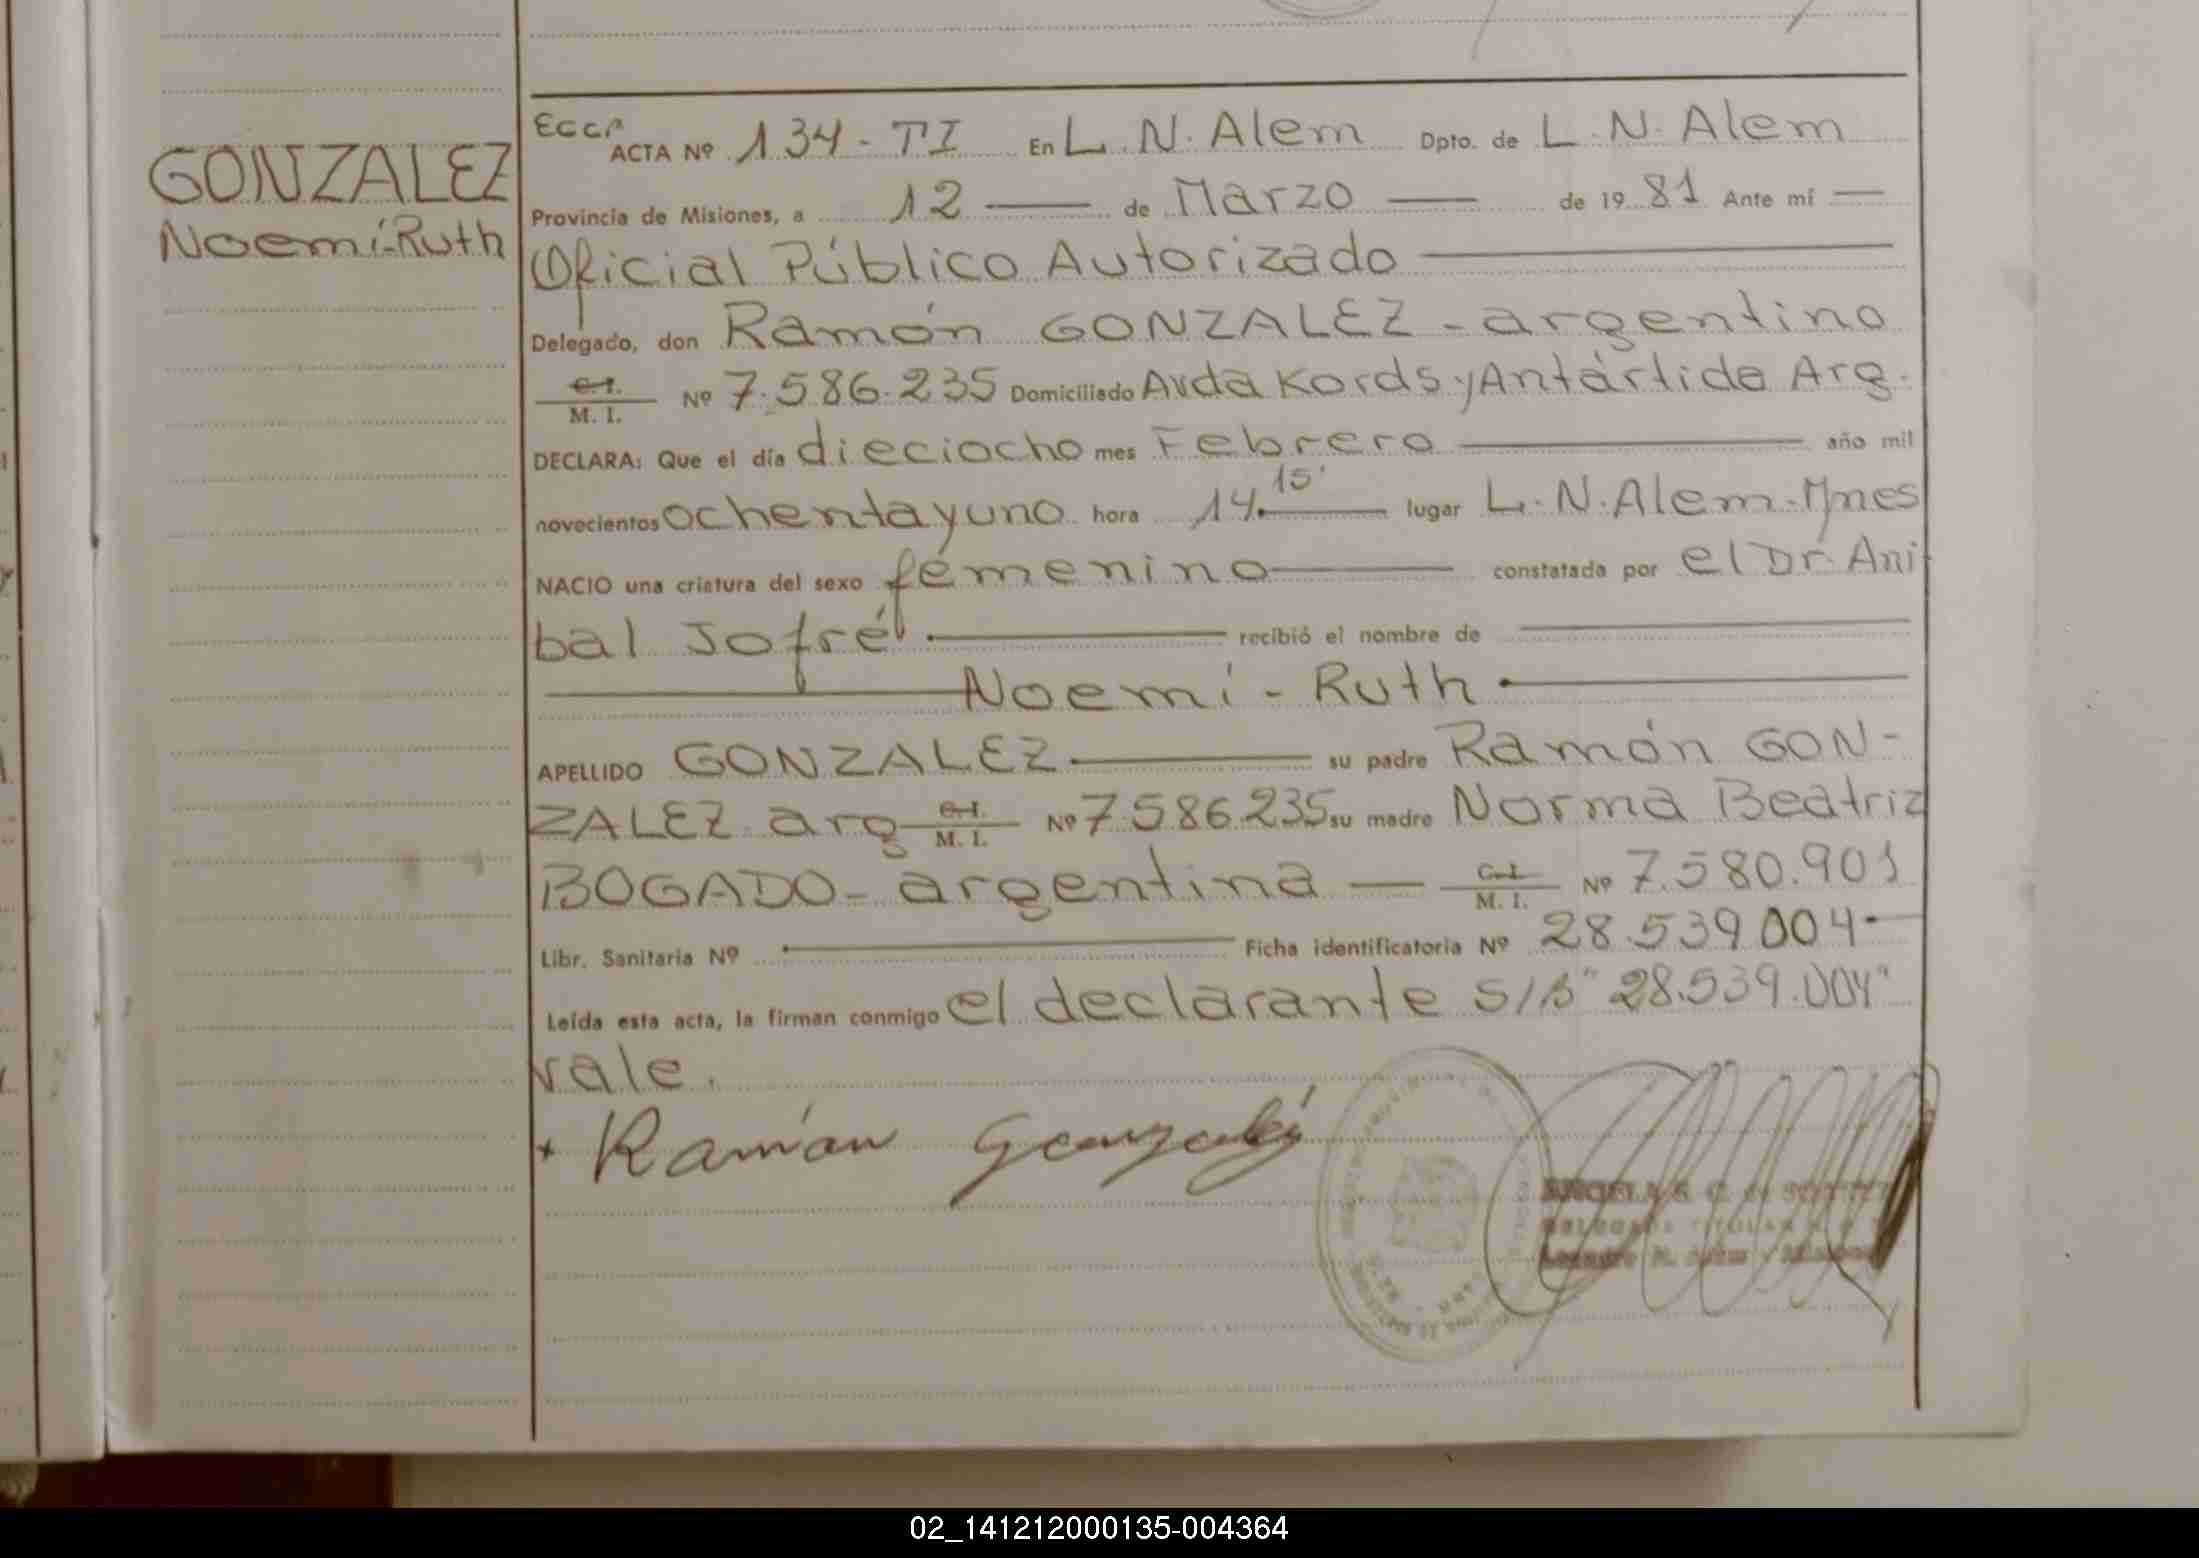 GONZALEZ
Noemí-Ruth
ACTA Nº 134-TI En L. N. Alem Dpto. de L. N. Alem
Provincia de Misiones, a 12 de Marzo de 1981 Ante mí
Oficial Público Autorizado
Delegado, don Ramón GONZALEZ - argentino
C. I.
M. I. Nº 7.586.235 Domiciliado Avda Kords y Antártida Arg.
DECLARA: Que el día dieciocho mes Febrero año mil
novecientos ochentayuno hora 14.15' lugar L. N. Alem-Mnes
NACIO una criatura del sexo femenino constatada por el Dr. Aní
bal Jofré recibió el nombre de
Noemí - Ruth
APELLIDO GONZALEZ su padre Ramón GON-
ZALEZ arg C. I. M. I. Nº 7.586.235 su madre Norma Beatriz
BOGADO - argentina C. I. M. I. Nº 7.580.901
Libr. Sanitaria Nº Ficha identificatoria Nº 28.539.004
Leída esta acta, la firman conmigo el declarante S/B "28.539.004"
vale.
Ramón Gonzalez
02_141212000135-004364